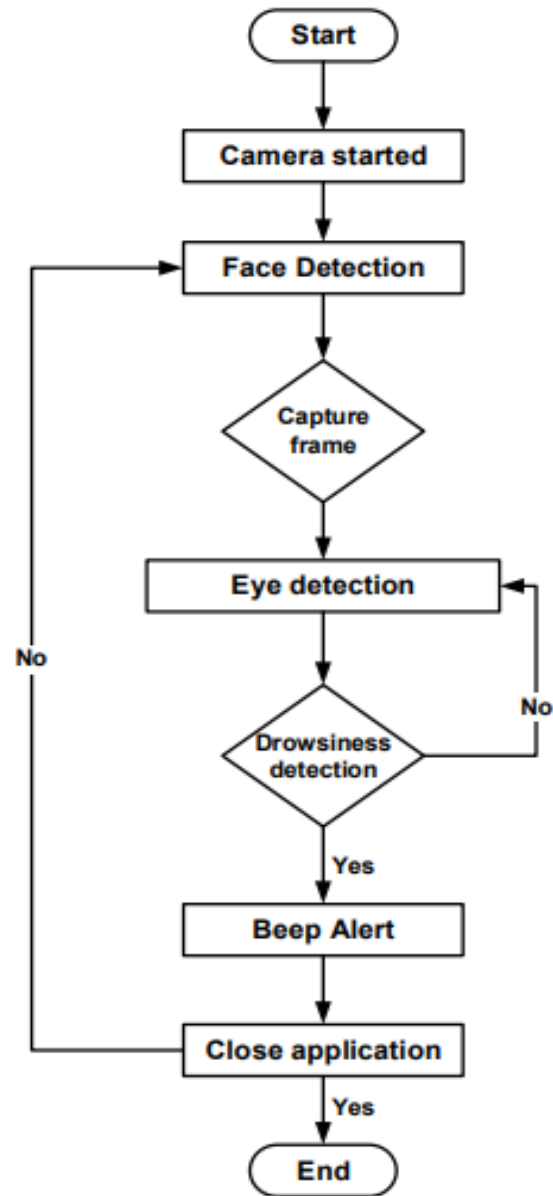 Start
Camera started
Face Detection
Capture
frame
Eye detection
No
No
Drowsiness
detection
Yes
Beep Alert
Close application
Yes
End